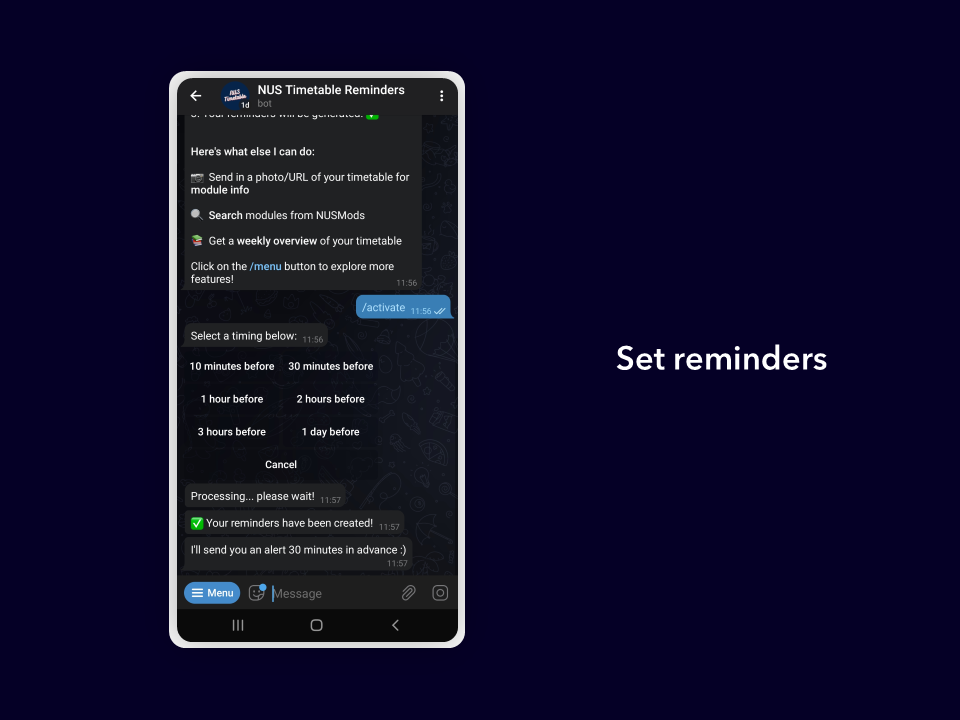 NUS Timetable Reminders
NUS
Timetable
1d
bot
3. Your reminders will be generated! ✅
Here's what else I can do:
📷 Send in a photo/URL of your timetable for
module info
🔍 Search modules from NUSMods
📚 Get a weekly overview of your timetable
Click on the /menu button to explore more
features!
11:56
/activate 11:56
Select a timing below: 11:56
10 minutes before 30 minutes before
1 hour before 2 hours before
3 hours before 1 day before
Cancel
Processing... please wait! 11:57
✅ Your reminders have been created! 11:57
I'll send you an alert 30 minutes in advance :)
11:57
Menu Message
Set reminders